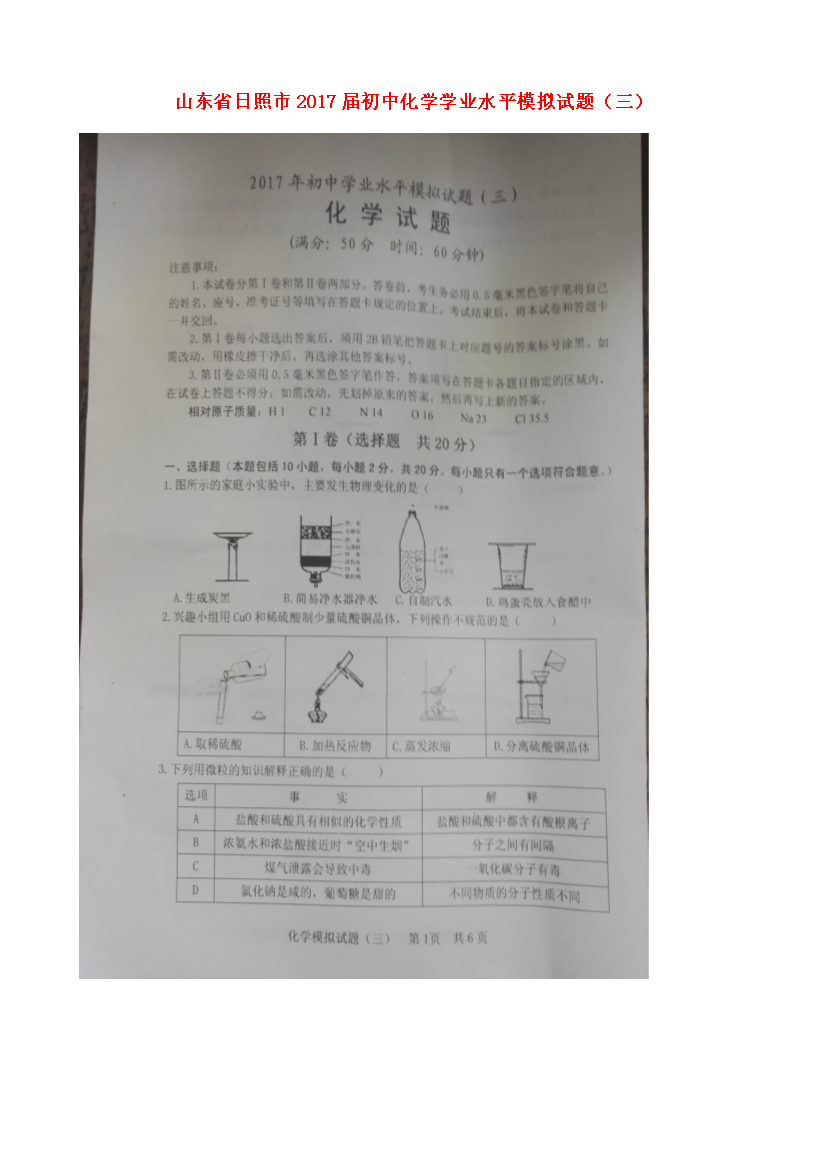 山东省日照市 2017 届初中化学学业水平模拟试题（三）
2017 年初中学业水平模拟试题（三）
化 学 试 题
(满分：50 分 时间：60 分钟)
注意事项：
1.本试卷分第Ⅰ卷和第Ⅱ卷两部分。答卷前，考生务必用 0.5 毫米黑色签字笔将自己
的姓名、座号、准考证号等填写在答题卡规定的位置上。考试结束后，将本试卷和答题卡
一并交回。
2.第Ⅰ卷每小题选出答案后，须用 2B 铅笔把答题卡上对应题号的答案标号涂黑。如
需改动，用橡皮擦干净后，再选涂其他答案标号。
3.第Ⅱ卷必须用 0.5 毫米黑色签字笔作答，答案须写在答题卡各题目指定的区域内，
在试卷上答题不得分；如需改动，先划掉原来的答案，然后再写上新的答案。
相对原子质量：H 1 C 12 N 14 O 16 Na 23 Cl 35.5
第Ⅰ卷（选择题 共 20 分）
一、选择题（本题包括 10 小题，每小题 2 分，共 20 分。每小题只有一个选项符合题意。）
1.图所示的家庭小实验中，主要发生物理变化的是（ ）
A.生成炭黑 B.简易净水器净水 C.自制汽水 D.鸡蛋壳放入食醋中
2.兴趣小组用 CuO 和稀硫酸制少量硫酸铜晶体，下列操作不规范的是（ ）
A.取稀硫酸 B.加热反应物 C.蒸发浓缩 D.分离硫酸铜晶体
3.下列用微粒的知识解释正确的是（ ）
选项 事 实 解 释
A 盐酸和硫酸具有相似的化学性质 盐酸和硫酸中都含有酸根离子
B 浓氨水和浓盐酸接近时“空中生烟” 分子之间有间隔
C 煤气泄露会导致中毒 一氧化碳分子有毒
D 氯化钠是咸的，葡萄糖是甜的 不同物质的分子性质不同
化学模拟试题（三） 第 1页 共 6 页